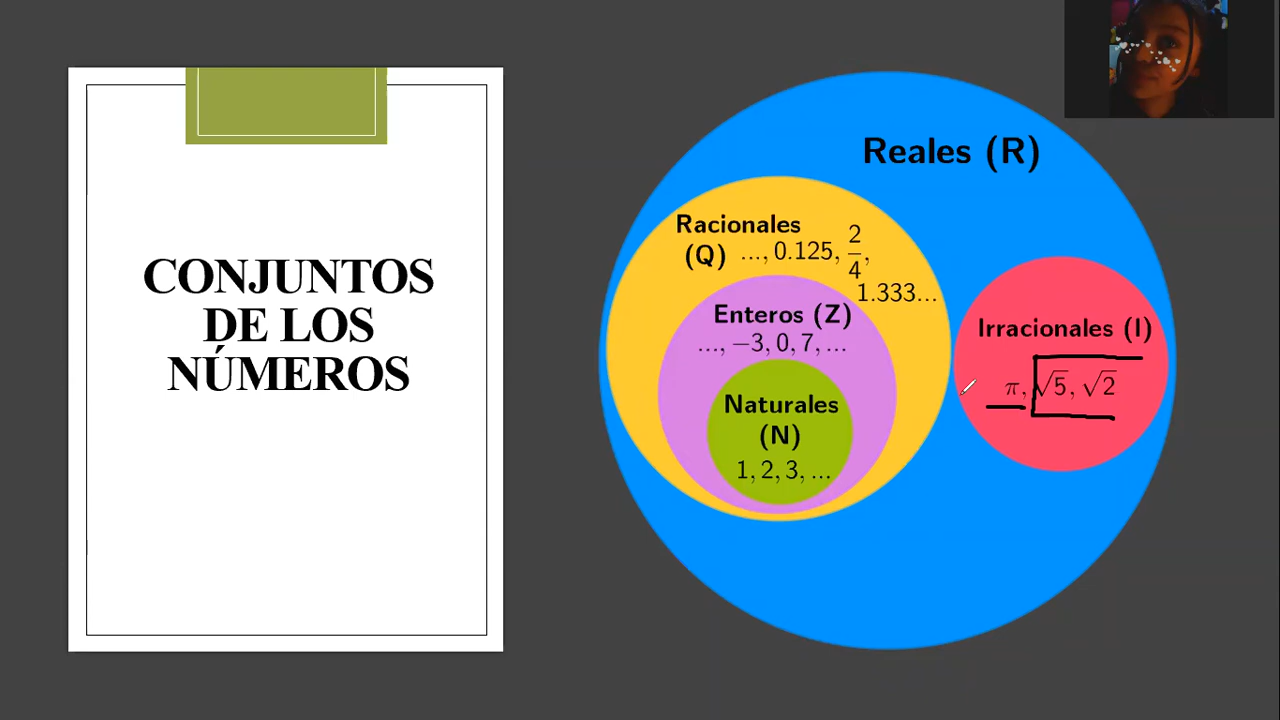 CONJUNTOS
DE LOS
NÚMEROS
Reales (R)
Racionales
(Q) ..., 0.125, 2/4,
1.333...
Enteros (Z)
..., −3, 0, 7, ...
Naturales
(N)
1, 2, 3, ...
Irracionales (I)
π, √5, √2